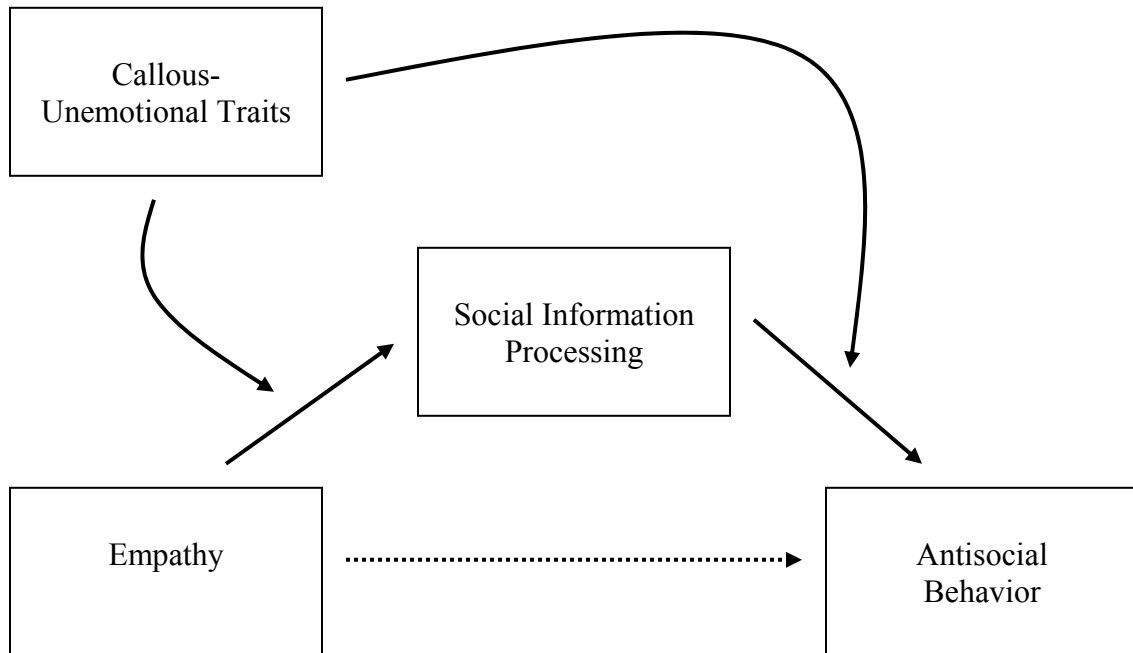 Callous-
Unemotional Traits
Social Information
Processing
Empathy
Antisocial
Behavior